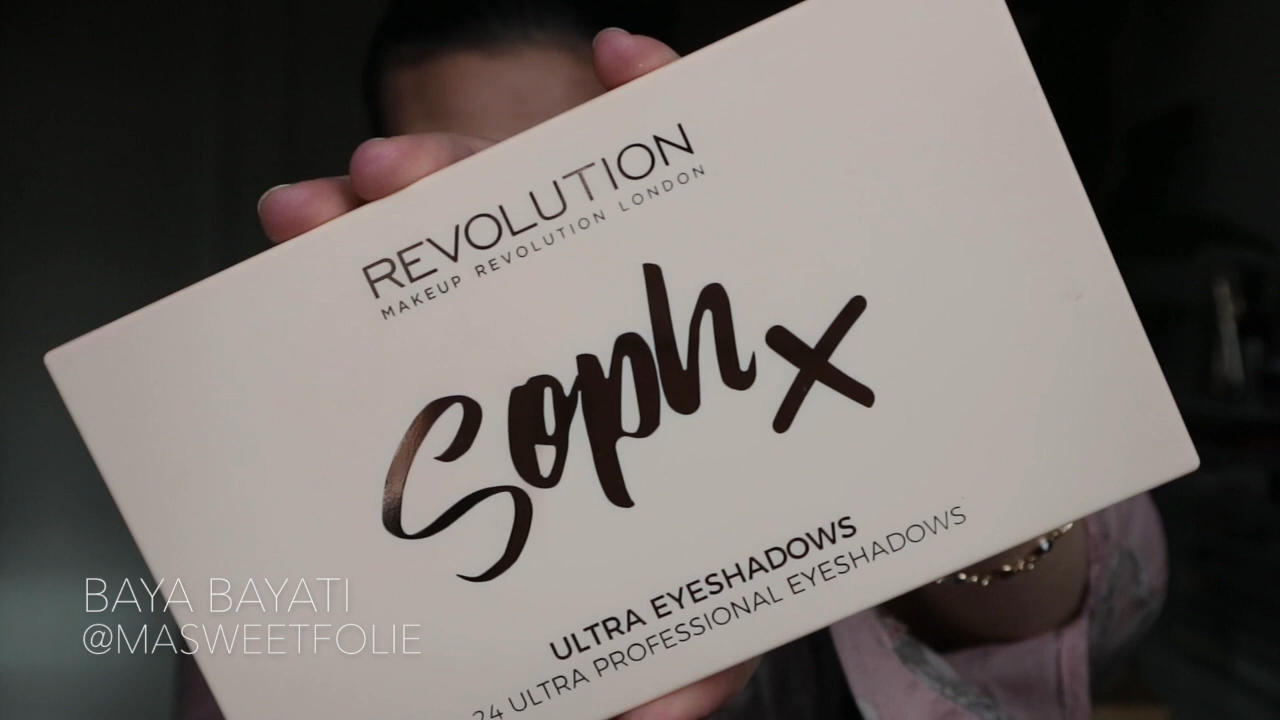 REVOLUTION
MAKEUP REVOLUTION LONDON
Soph x
ULTRA EYESHADOWS
24 ULTRA PROFESSIONAL EYESHADOWS
BAYA BAYATI
@MASWEETFOLIE